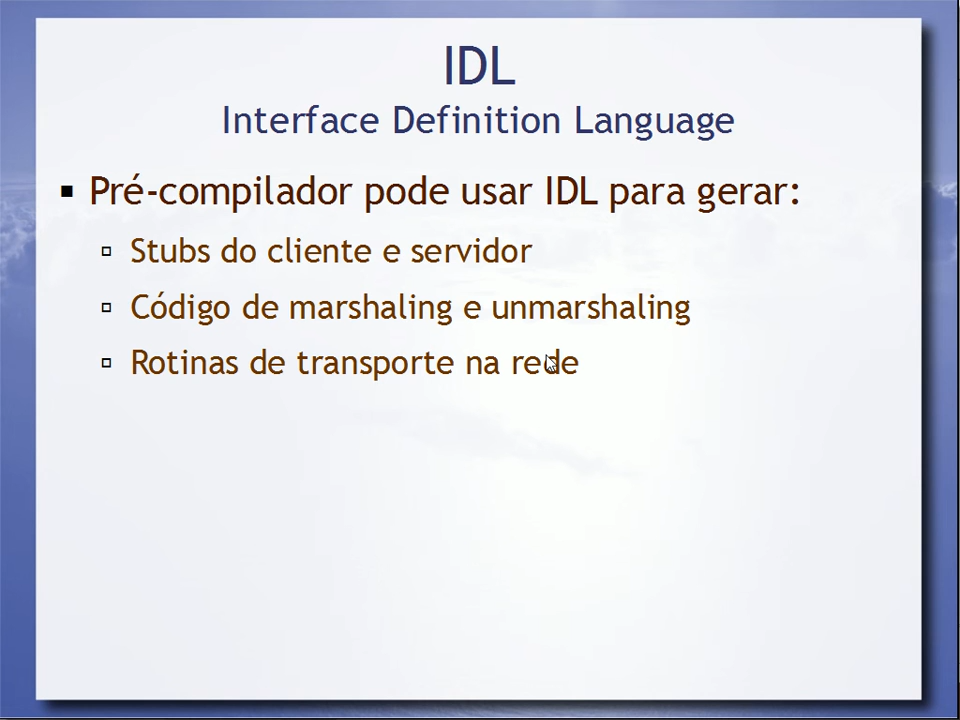 IDL
Interface Definition Language
Pré-compilador pode usar IDL para gerar:
Stubs do cliente e servidor
Código de marshaling e unmarshaling
Rotinas de transporte na rede